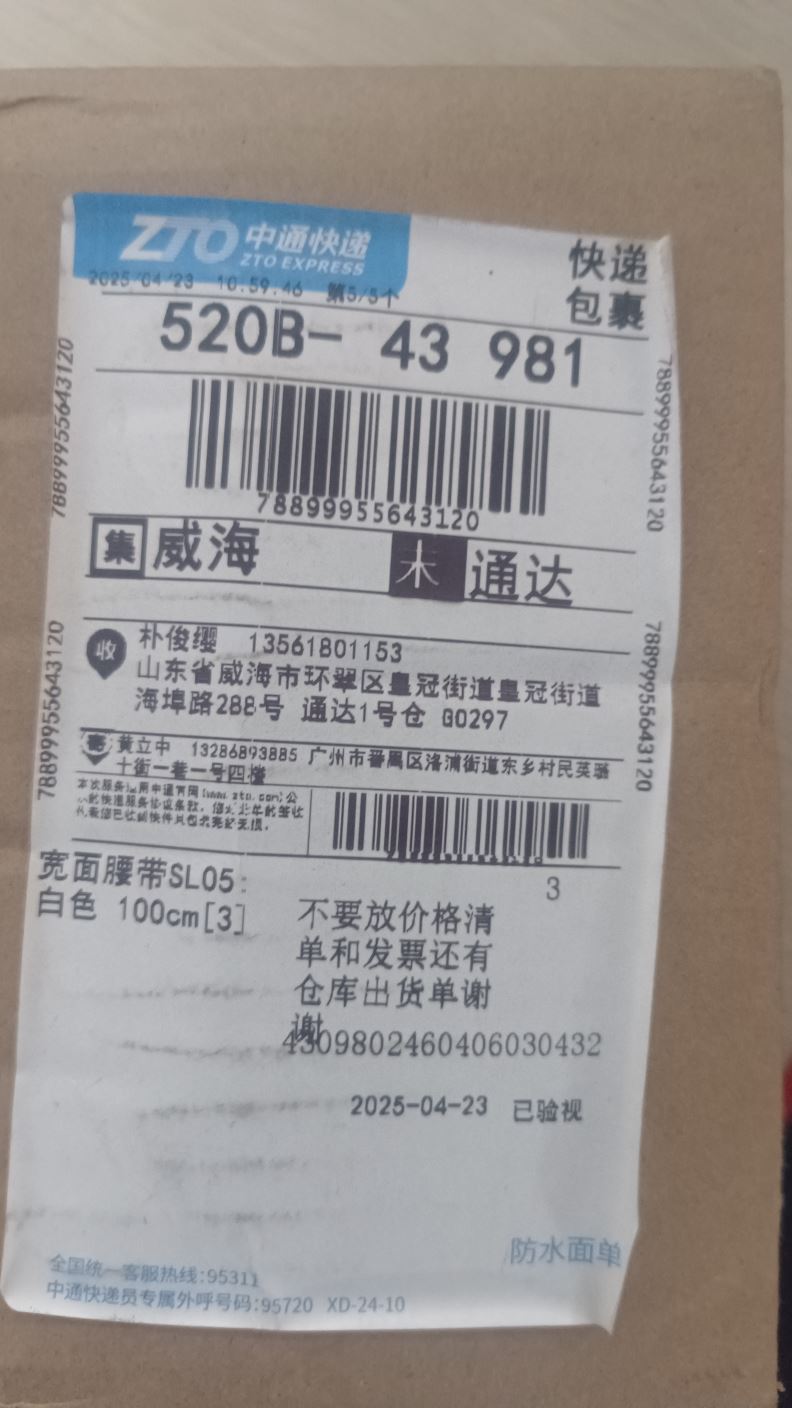 ZTO 中通快递
ZTO EXPRESS
快递
包裹
2025/04/23 10:59:46 第5/5个
520B- 43 981
78899955643120
78899955643120
78899955643120
集 威海
末 通达
收 朴俊缨 13561801153
山东省威海市环翠区皇冠街道皇冠街道
海埠路288号 通达1号仓 G0297
78899955643120
78899955643120
寄 黄立中 13286893885 广州市番禺区洛浦街道东乡村民英璐
十街一巷一号四楼
3
宽面腰带SL05:
白色 100cm[3]
不要放价格清
单和发票还有
仓库出货单谢
谢
4309802460406030432
2025-04-23 已验视
防水面单
全国统一客服热线:95311
中通快递员专属外呼号码:95720 XD-24-10